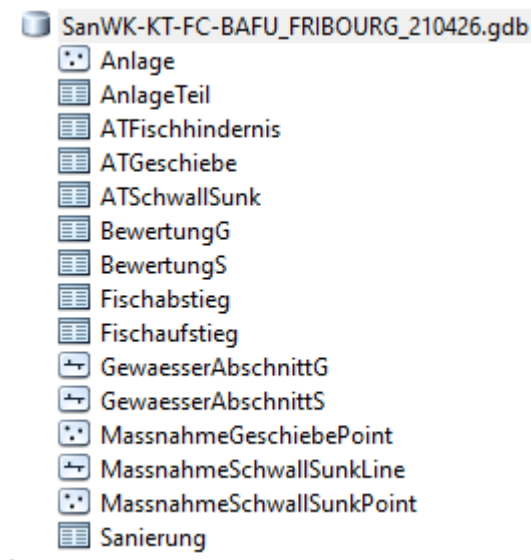 SanWK-KT-FC-BAFU_FRIBOURG_210426.gdb
Anlage
AnlageTeil
ATFischhindernis
ATGeschiebe
ATSchwallSunk
BewertungG
BewertungS
Fischabstieg
Fischaufstieg
GewaesserAbschnittG
GewaesserAbschnittS
MassnahmeGeschiebePoint
MassnahmeSchwallSunkLine
MassnahmeSchwallSunkPoint
Sanierung